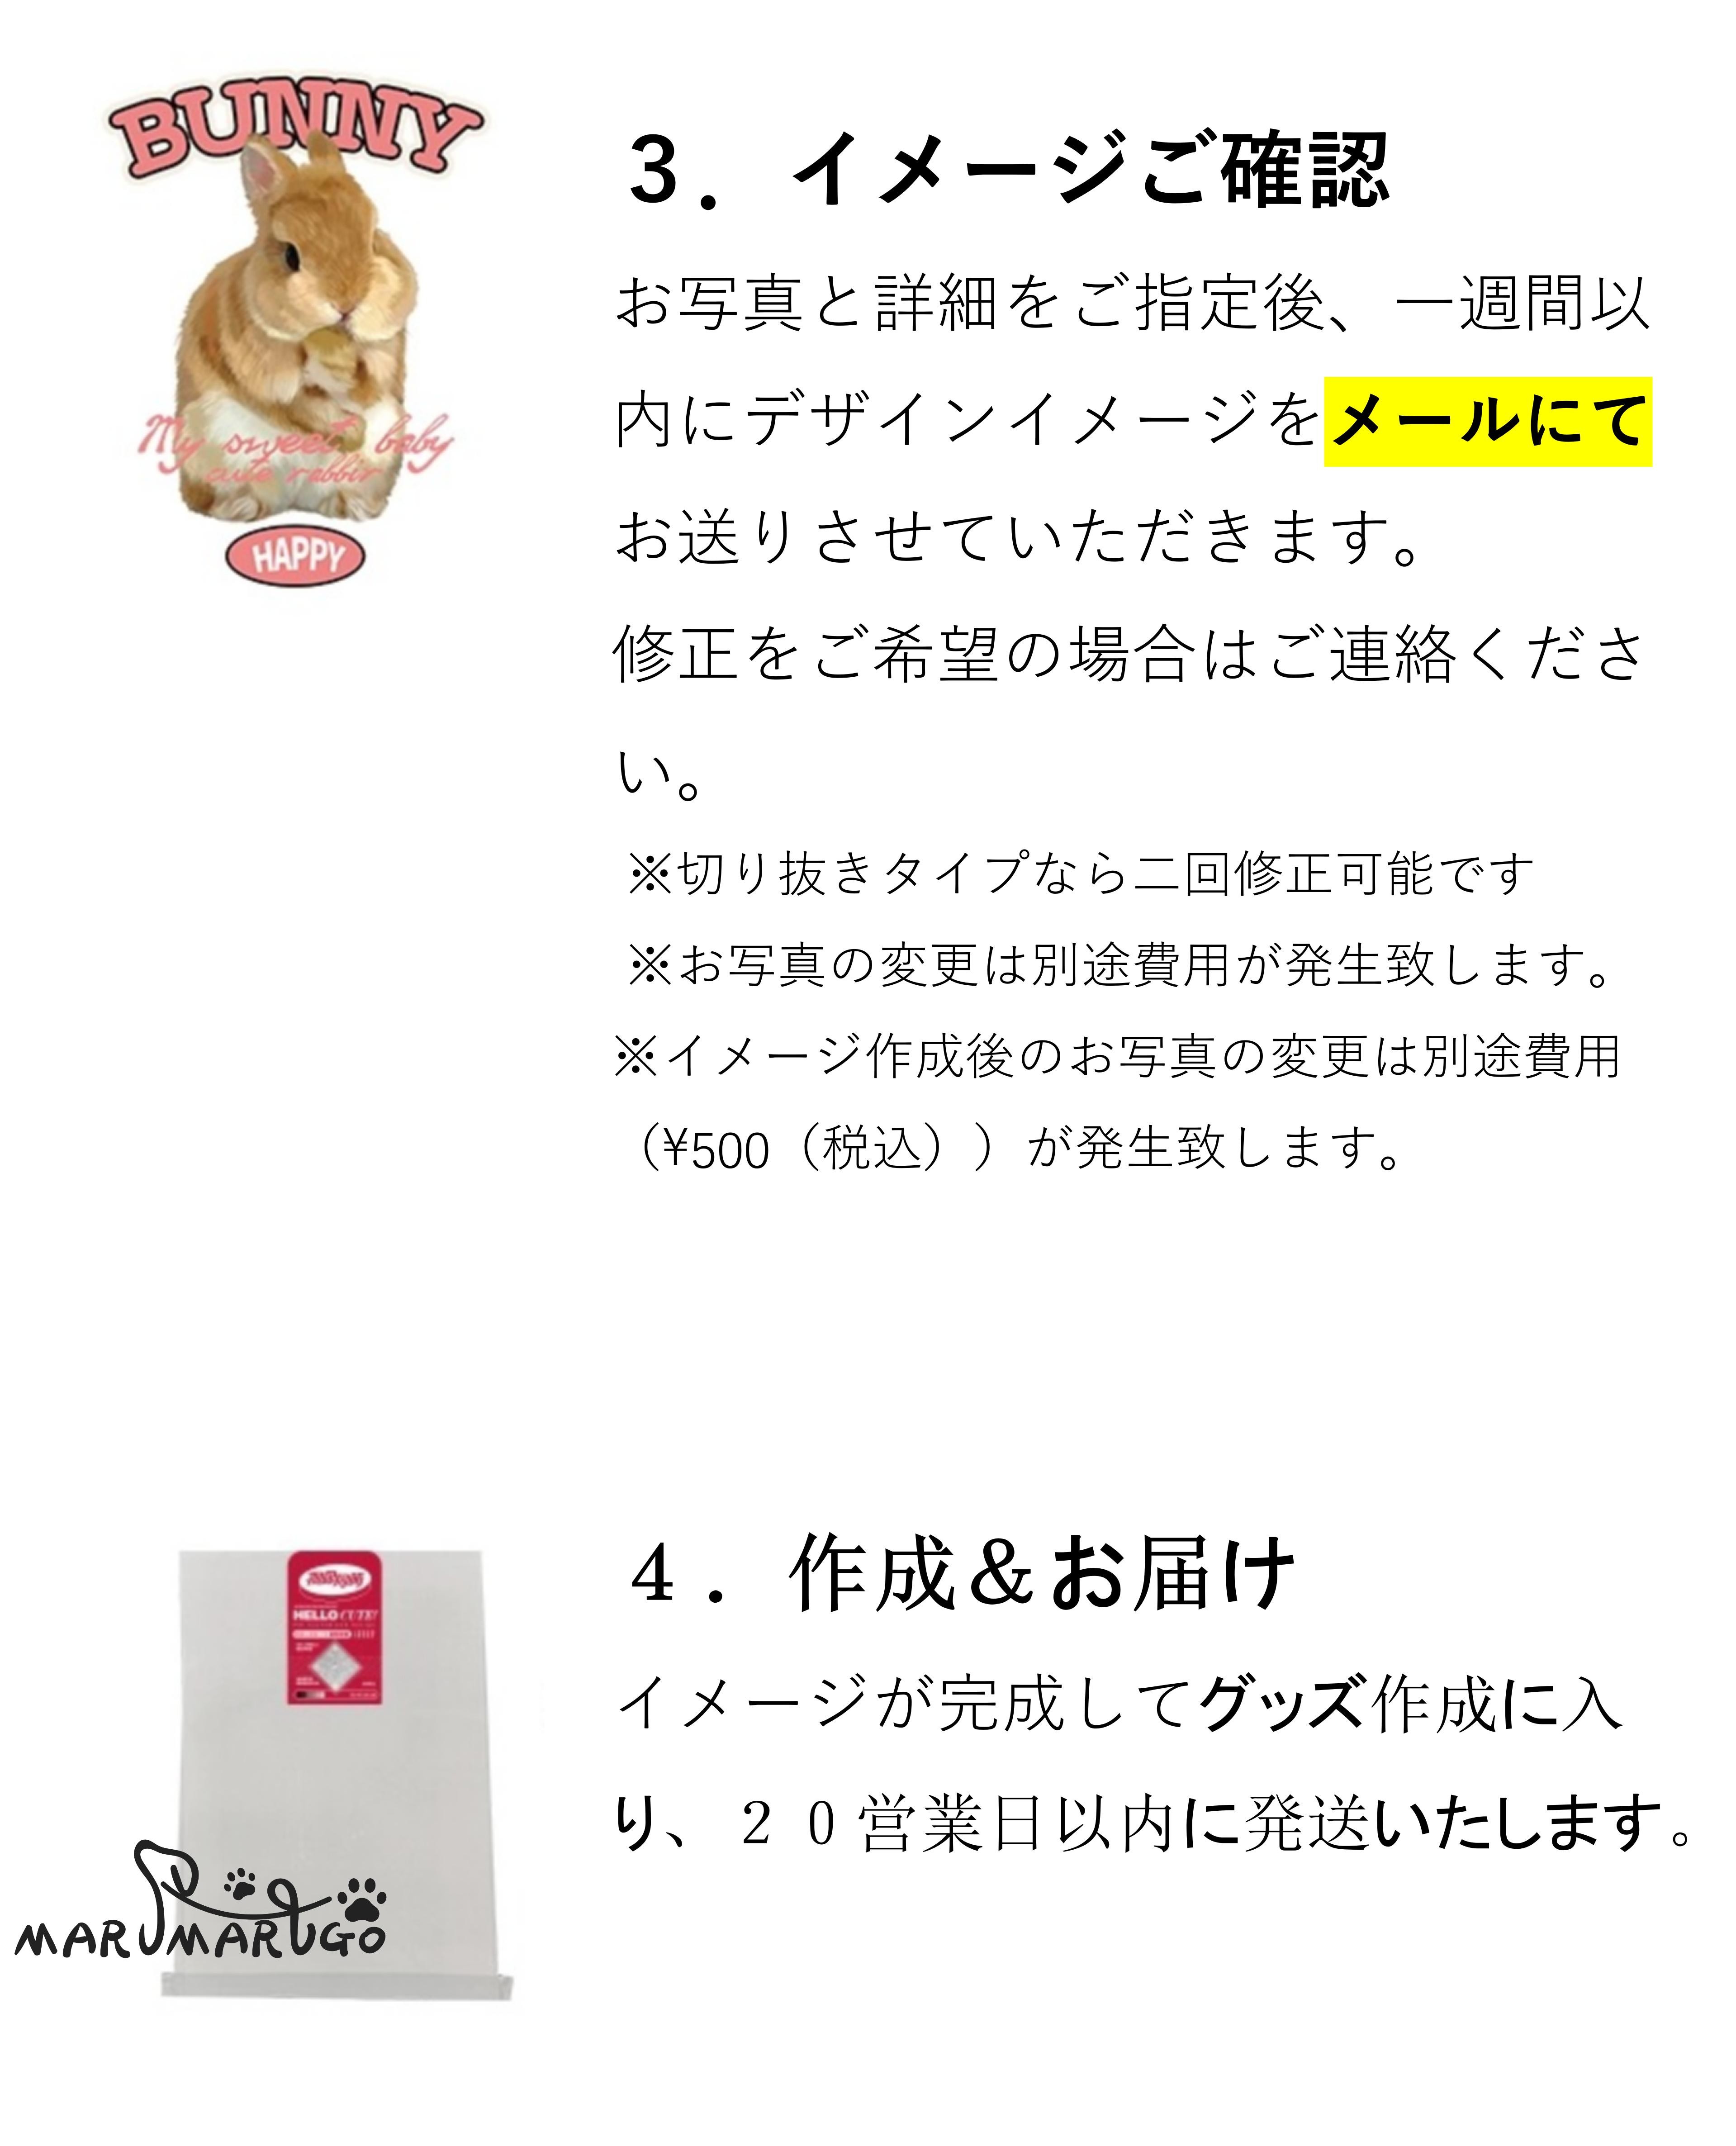 BUNNY
My sweet baby
cute rabbit
HAPPY
3．イメージご確認
お写真と詳細をご指定後、一週間以
内にデザインイメージをメールにて
お送りさせていただきます。
修正をご希望の場合はご連絡くださ
い。
※切り抜きタイプなら二回修正可能です
※お写真の変更は別途費用が発生致します。
※イメージ作成後のお写真の変更は別途費用
（¥500（税込））が発生致します。
HELLO CUTE!
MARUMARUGO
４．作成＆お届け
イメージが完成してグッズ作成に入
り、２０営業日以内に発送いたします。